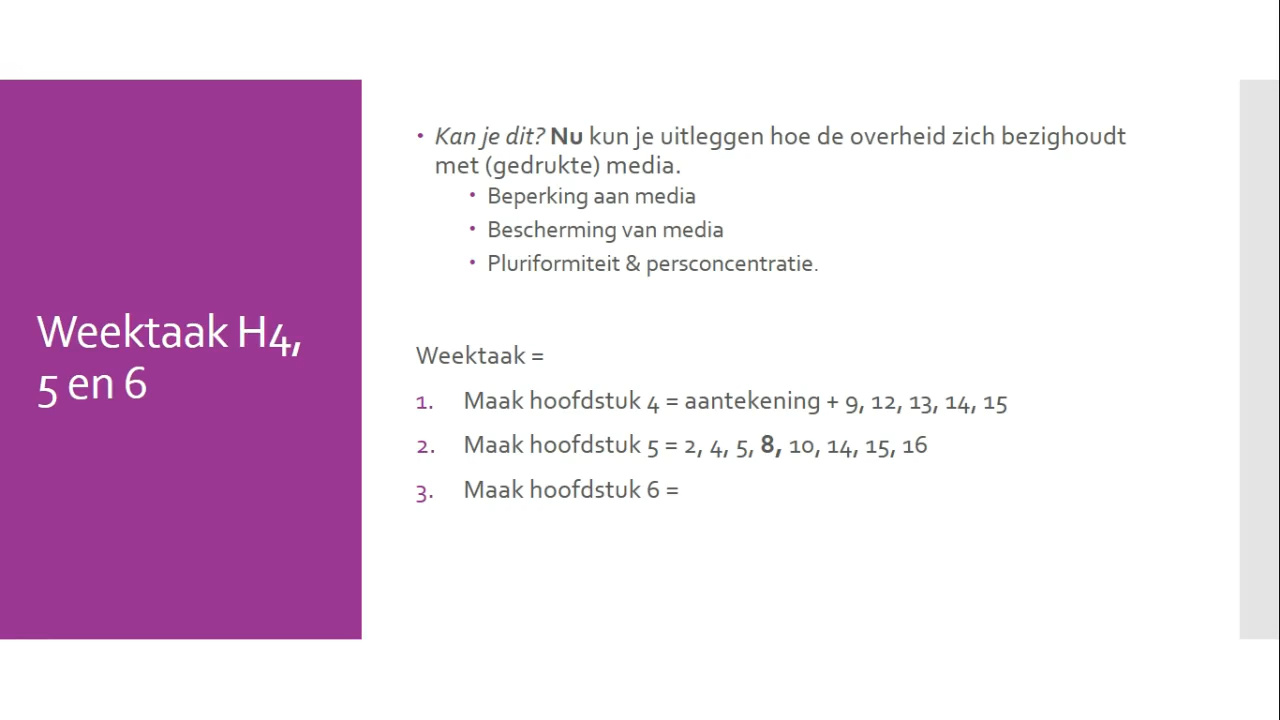 Weektaak H4,
5 en 6
• Kan je dit? Nu kun je uitleggen hoe de overheid zich bezighoudt
met (gedrukte) media.
• Beperking aan media
• Bescherming van media
• Pluriformiteit & persconcentratie.
Weektaak =
1. Maak hoofdstuk 4 = aantekening + 9, 12, 13, 14, 15
2. Maak hoofdstuk 5 = 2, 4, 5, 8, 10, 14, 15, 16
3. Maak hoofdstuk 6 =